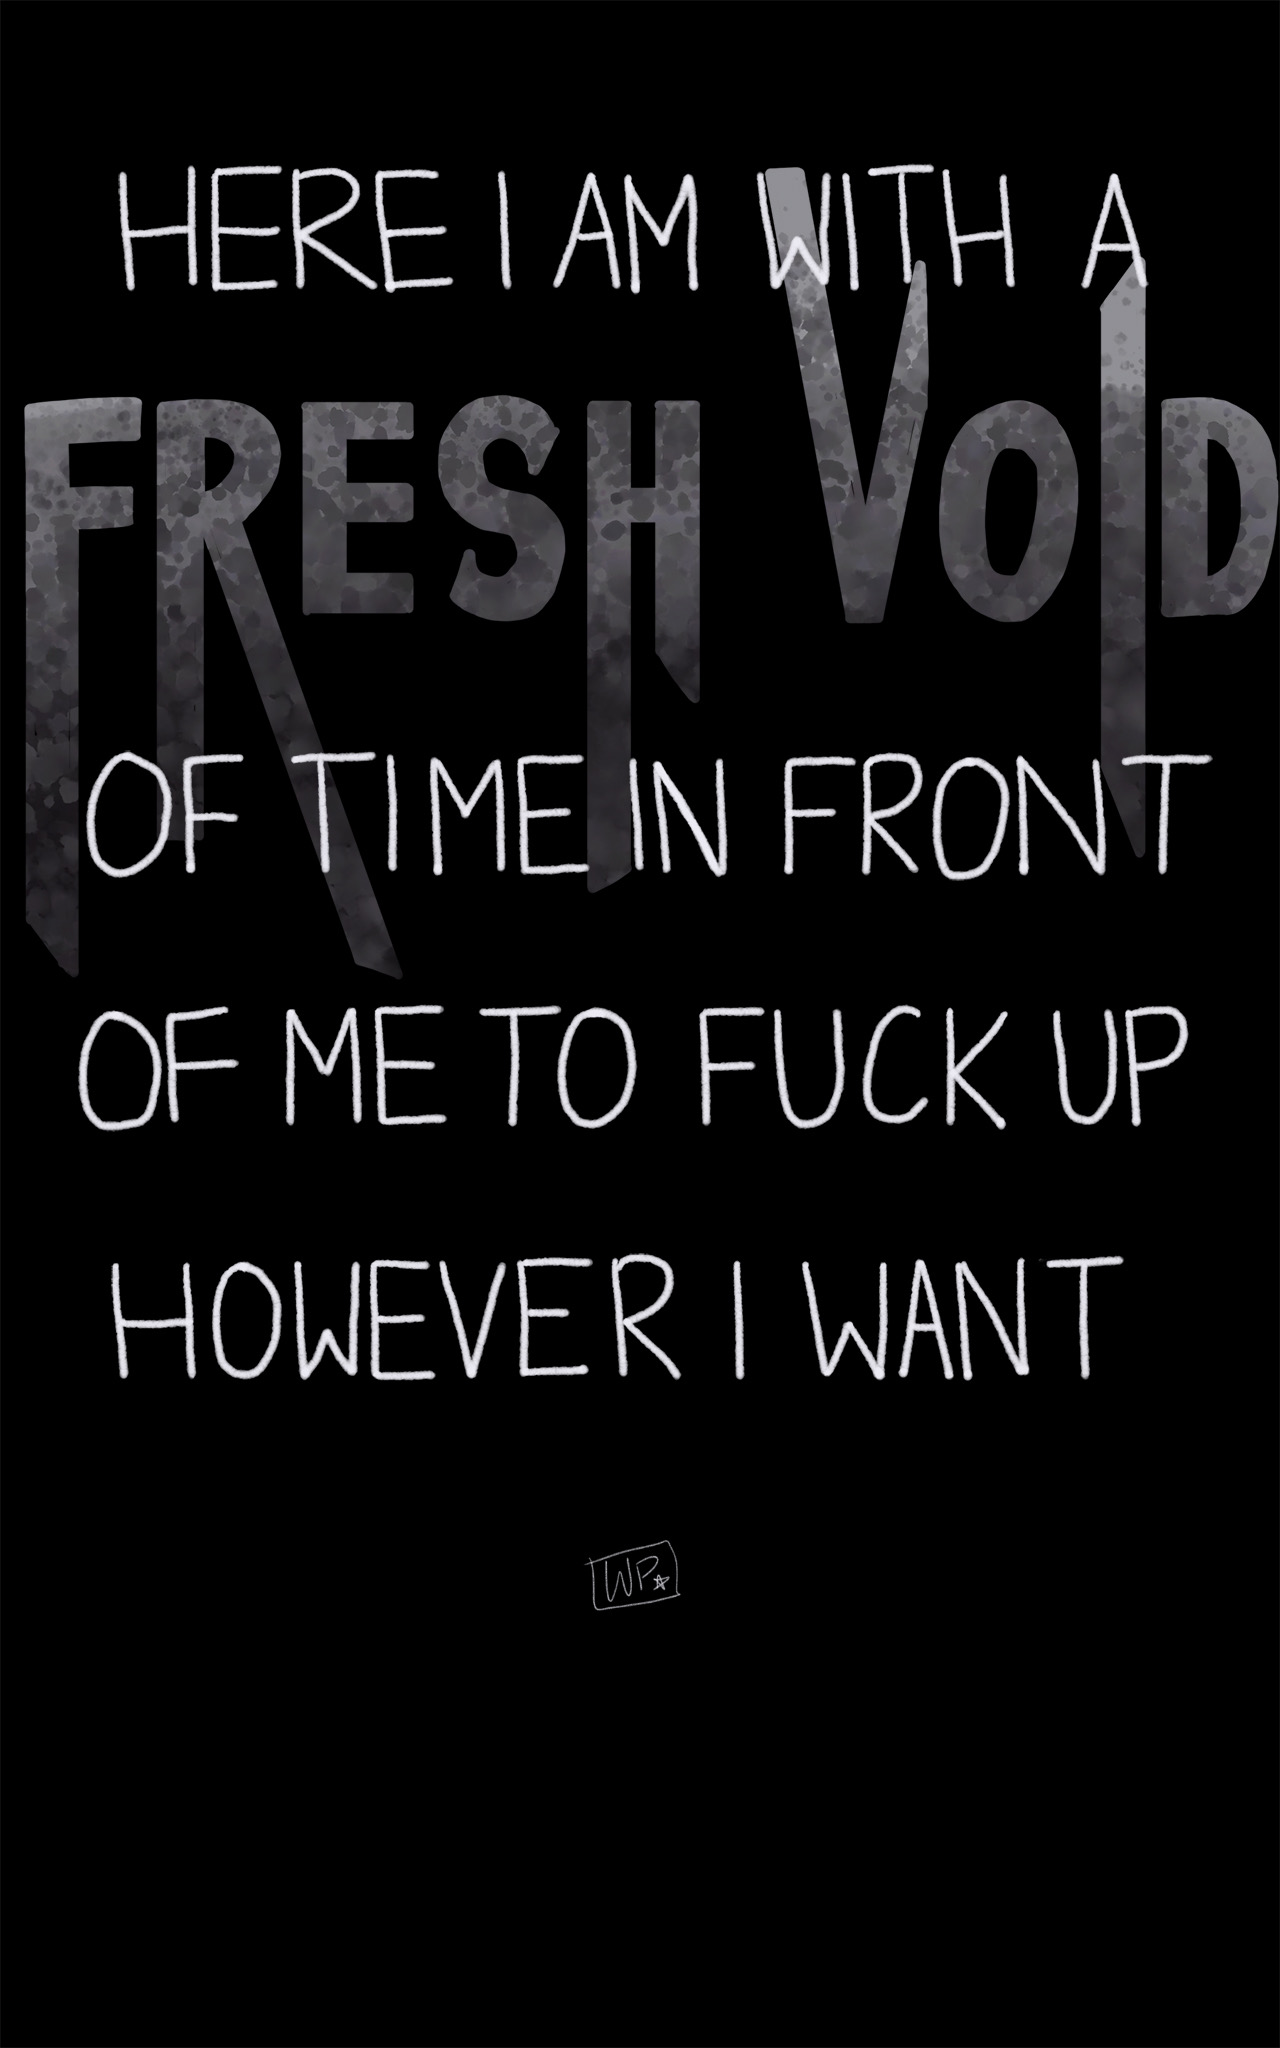 HERE I AM WITH A
FRESH VOID
OF TIME IN FRONT
OF ME TO FUCK UP
HOWEVER I WANT
WP